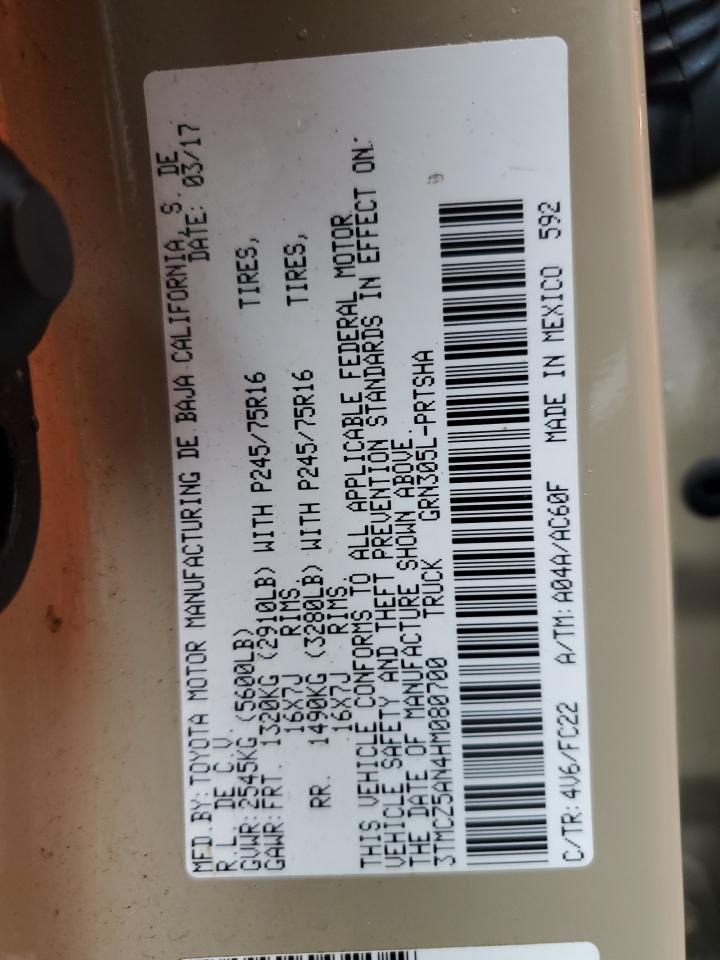 MFD.BY:TOYOTA MOTOR MANUFACTURING DE BAJA CALIFORNIA, S. DE
R.L. DE C.V. DATE: 03/17
GVWR:2545KG (5600LB)
GAWR:FRT. 1320KG (2910LB) WITH P245/75R16 TIRES,
16X7J RIMS.
RR. 1490KG (3280LB) WITH P245/75R16 TIRES,
16X7J RIMS.
THIS VEHICLE CONFORMS TO ALL APPLICABLE FEDERAL MOTOR
VEHICLE SAFETY AND THEFT PREVENTION STANDARDS IN EFFECT ON
THE DATE OF MANUFACTURE SHOWN ABOVE.
3TMCZ5AN4HM080700 TRUCK GRN305L-PRTSHA
C/TR:4V6/FC22 A/TM:A04A/AC60F MADE IN MEXICO 592